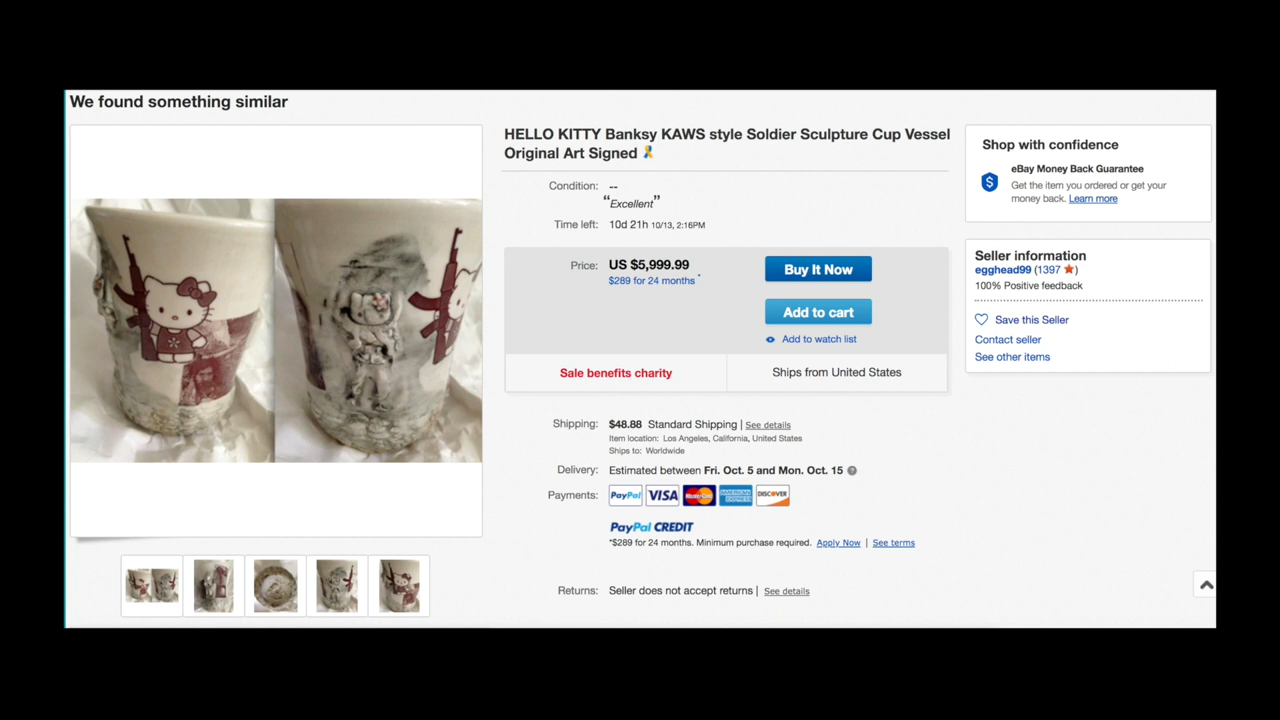 We found something similar
HELLO KITTY Banksy KAWS style Soldier Sculpture Cup Vessel
Original Art Signed
Condition: --
“Excellent”
Time left: 10d 21h 10/13, 2:16PM
Price: US $5,999.99
$289 for 24 months *
Buy It Now
Add to cart
Add to watch list
Sale benefits charity
Ships from United States
Shipping: $48.88 Standard Shipping | See details
Item location: Los Angeles, California, United States
Ships to: Worldwide
Delivery: Estimated between Fri. Oct. 5 and Mon. Oct. 15 ?
Payments: PayPal VISA MasterCard AMERICAN EXPRESS DISCOVER
PayPal CREDIT
*$289 for 24 months. Minimum purchase required. Apply Now | See terms
Returns: Seller does not accept returns | See details
Shop with confidence
$
eBay Money Back Guarantee
Get the item you ordered or get your
money back. Learn more
Seller information
egghead99 (1397 ★)
100% Positive feedback
Save this Seller
Contact seller
See other items